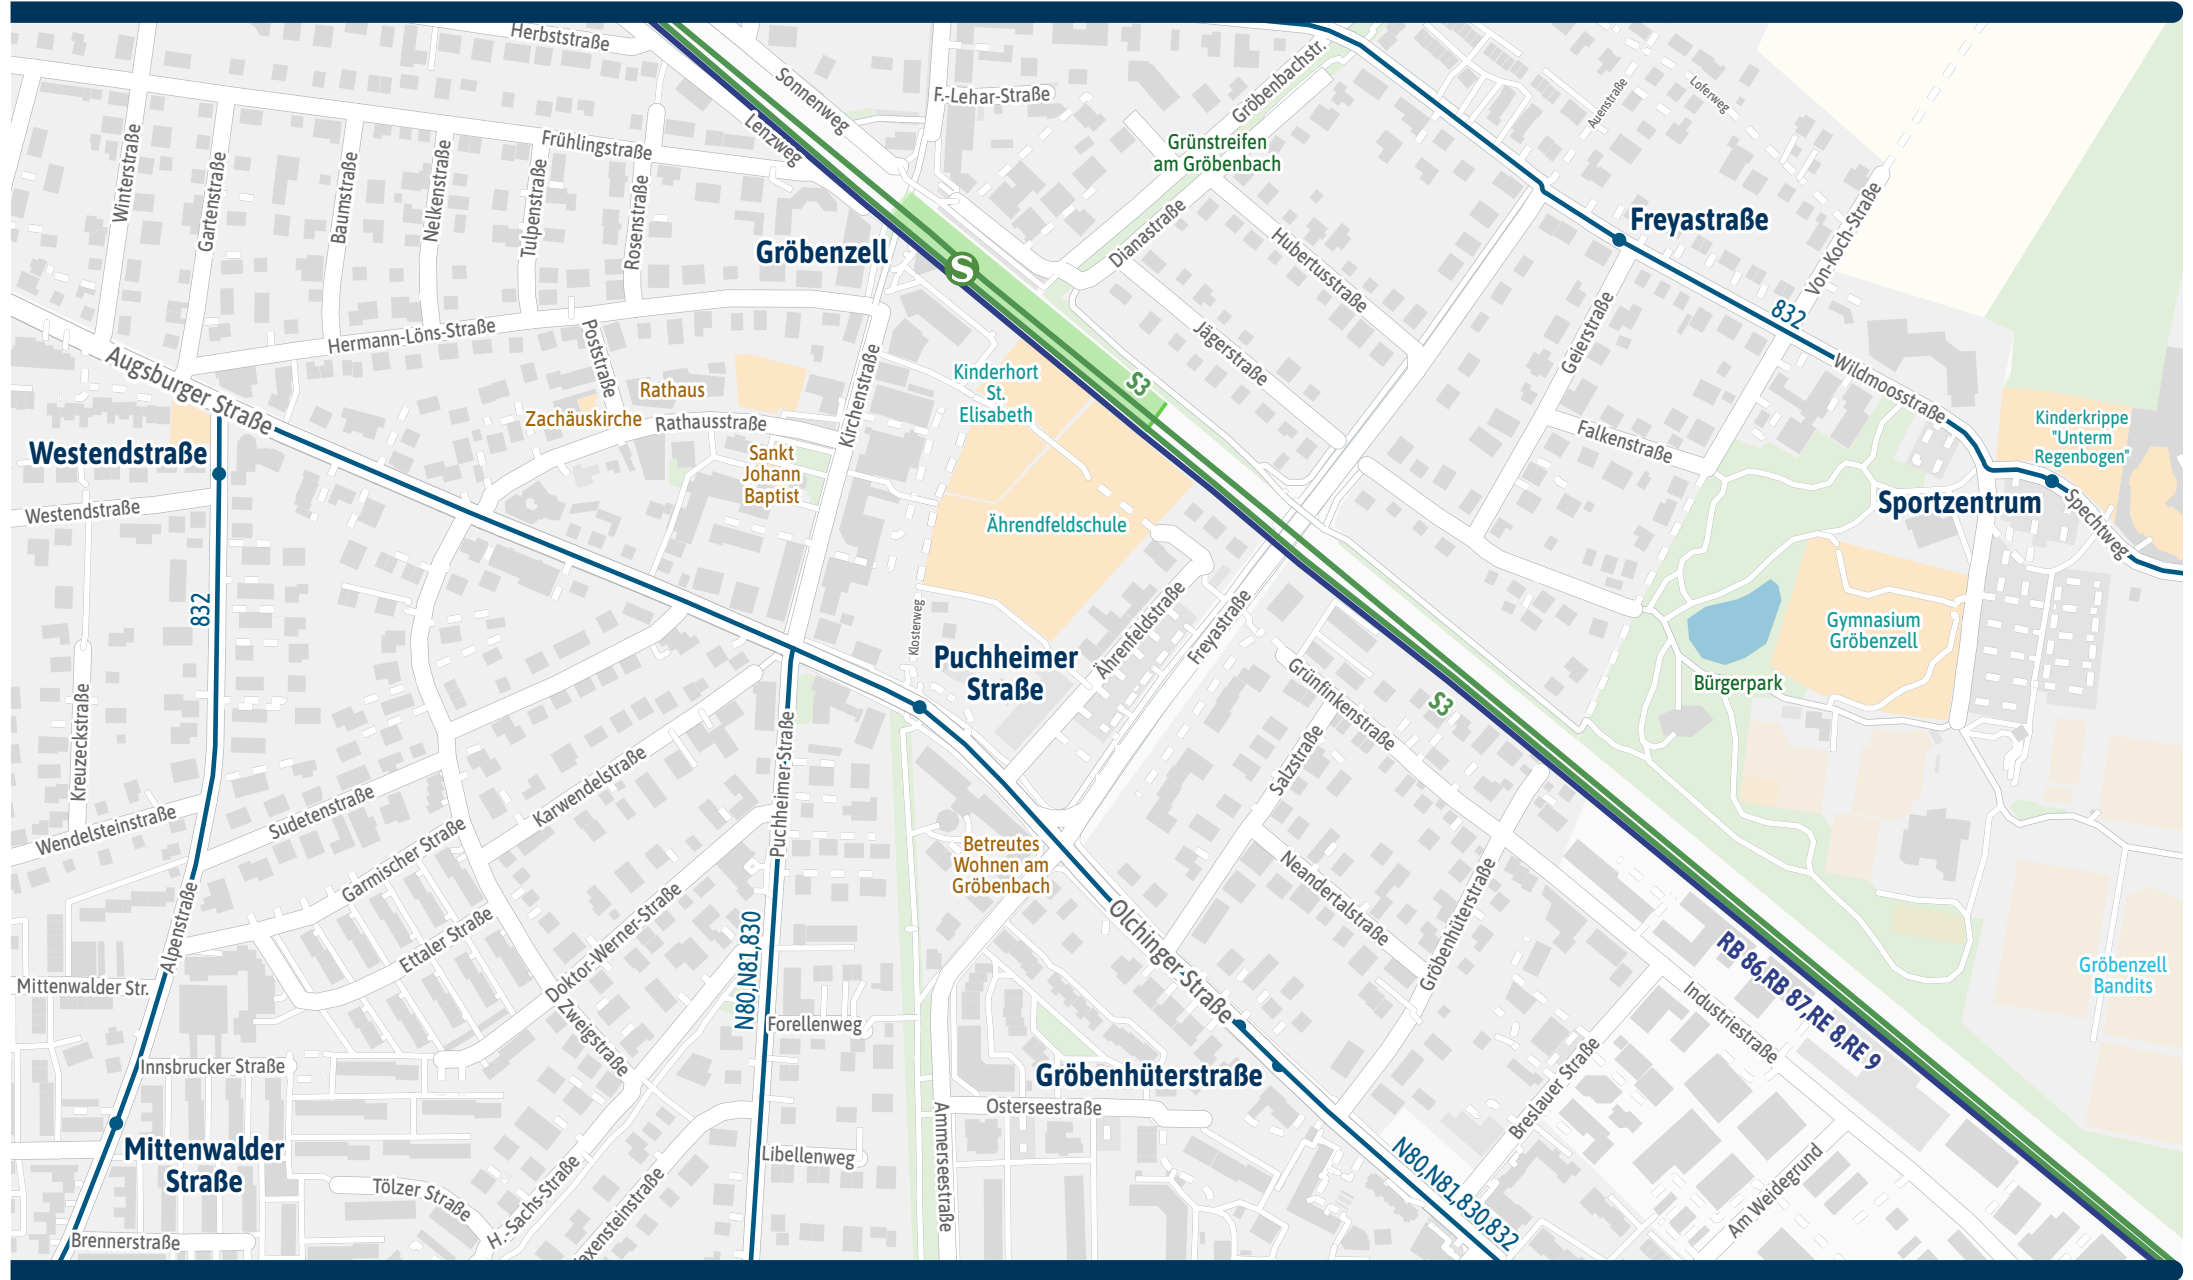 Herbststraße
Sonnenweg
F.-Lehar-Straße
Gröbenbachstr.
Auenstraße
Loferweg
Lenzweg
Frühlingstraße
Grünstreifen
am Gröbenbach
Winterstraße
Gartenstraße
Baumstraße
Nelkenstraße
Tulpenstraße
Rosenstraße
Gröbenzell
S
Dianastraße
Hubertusstraße
Freyastraße
Von-Koch-Straße
832
Hermann-Löns-Straße
Poststraße
Augsburger Straße
Kirchenstraße
Jägerstraße
Geierstraße
Wildmoosstraße
Rathaus
Zachäuskirche
Rathausstraße
Kinderhort
St.
Elisabeth
S3
Falkenstraße
Kinderkrippe
"Unterm
Regenbogen"
Westendstraße
Sankt
Johann
Baptist
Sportzentrum
Westendstraße
Ährendfeldschule
Spechtweg
832
Klosterweg
Ährenfeldstraße
Freyastraße
Gymnasium
Gröbenzell
Puchheimer
Straße
Bürgerpark
Kreuzeckstraße
Grünfinkenstraße
S3
Puchheimer-Straße
Karwendelstraße
Salzstraße
Sudetenstraße
Wendelsteinstraße
Garmischer Straße
Betreutes
Wohnen am
Gröbenbach
Neandertalstraße
Gröbenhüterstraße
Alpenstraße
Ettaler Straße
Doktor-Werner-Straße
N80,N81,830
Olchinger-Straße
RB 86,RB 87,RE 8,RE 9
Gröbenzell
Bandits
Mittenwalder Str.
Zweigstraße
Forellenweg
Industriestraße
Innsbrucker Straße
Gröbenhüterstraße
Breslauer Straße
Osterseestraße
Ammerseestraße
Mittenwalder
Straße
Libellenweg
N80,N81,830,832
Am Weidegrund
Tölzer Straße
H.-Sachs-Straße
axensteinstraße
Brennerstraße